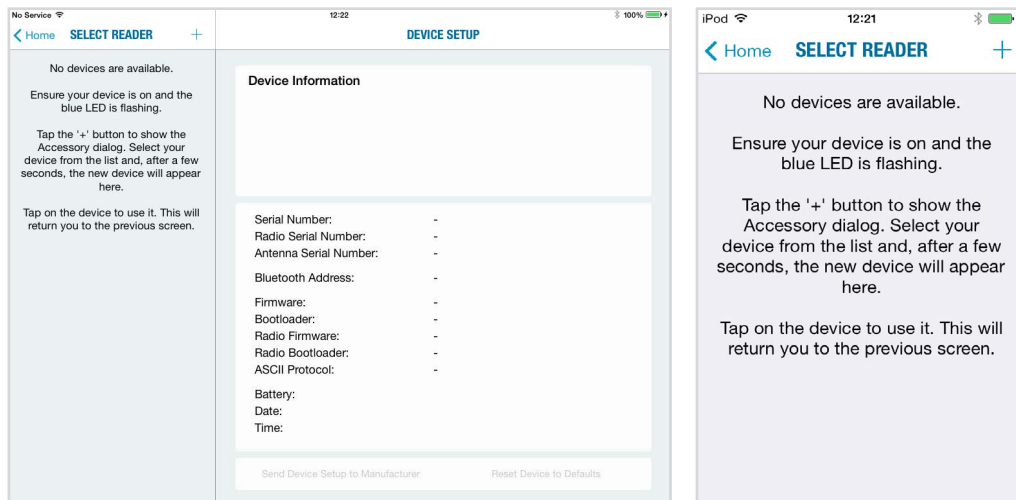 No Service 12:22 100%
Home SELECT READER + DEVICE SETUP
No devices are available.
Ensure your device is on and the
blue LED is flashing.
Tap the '+' button to show the
Accessory dialog. Select your
device from the list and, after a few
seconds, the new device will appear
here.
Tap on the device to use it. This will
return you to the previous screen.
Device Information
Serial Number: -
Radio Serial Number: -
Antenna Serial Number: -
Bluetooth Address: -
Firmware: -
Bootloader: -
Radio Firmware: -
Radio Bootloader: -
ASCII Protocol: -
Battery:
Date:
Time:
Send Device Setup to Manufacturer Reset Device to Defaults
iPod 12:21
Home SELECT READER +
No devices are available.
Ensure your device is on and the
blue LED is flashing.
Tap the '+' button to show the
Accessory dialog. Select your
device from the list and, after a few
seconds, the new device will appear
here.
Tap on the device to use it. This will
return you to the previous screen.